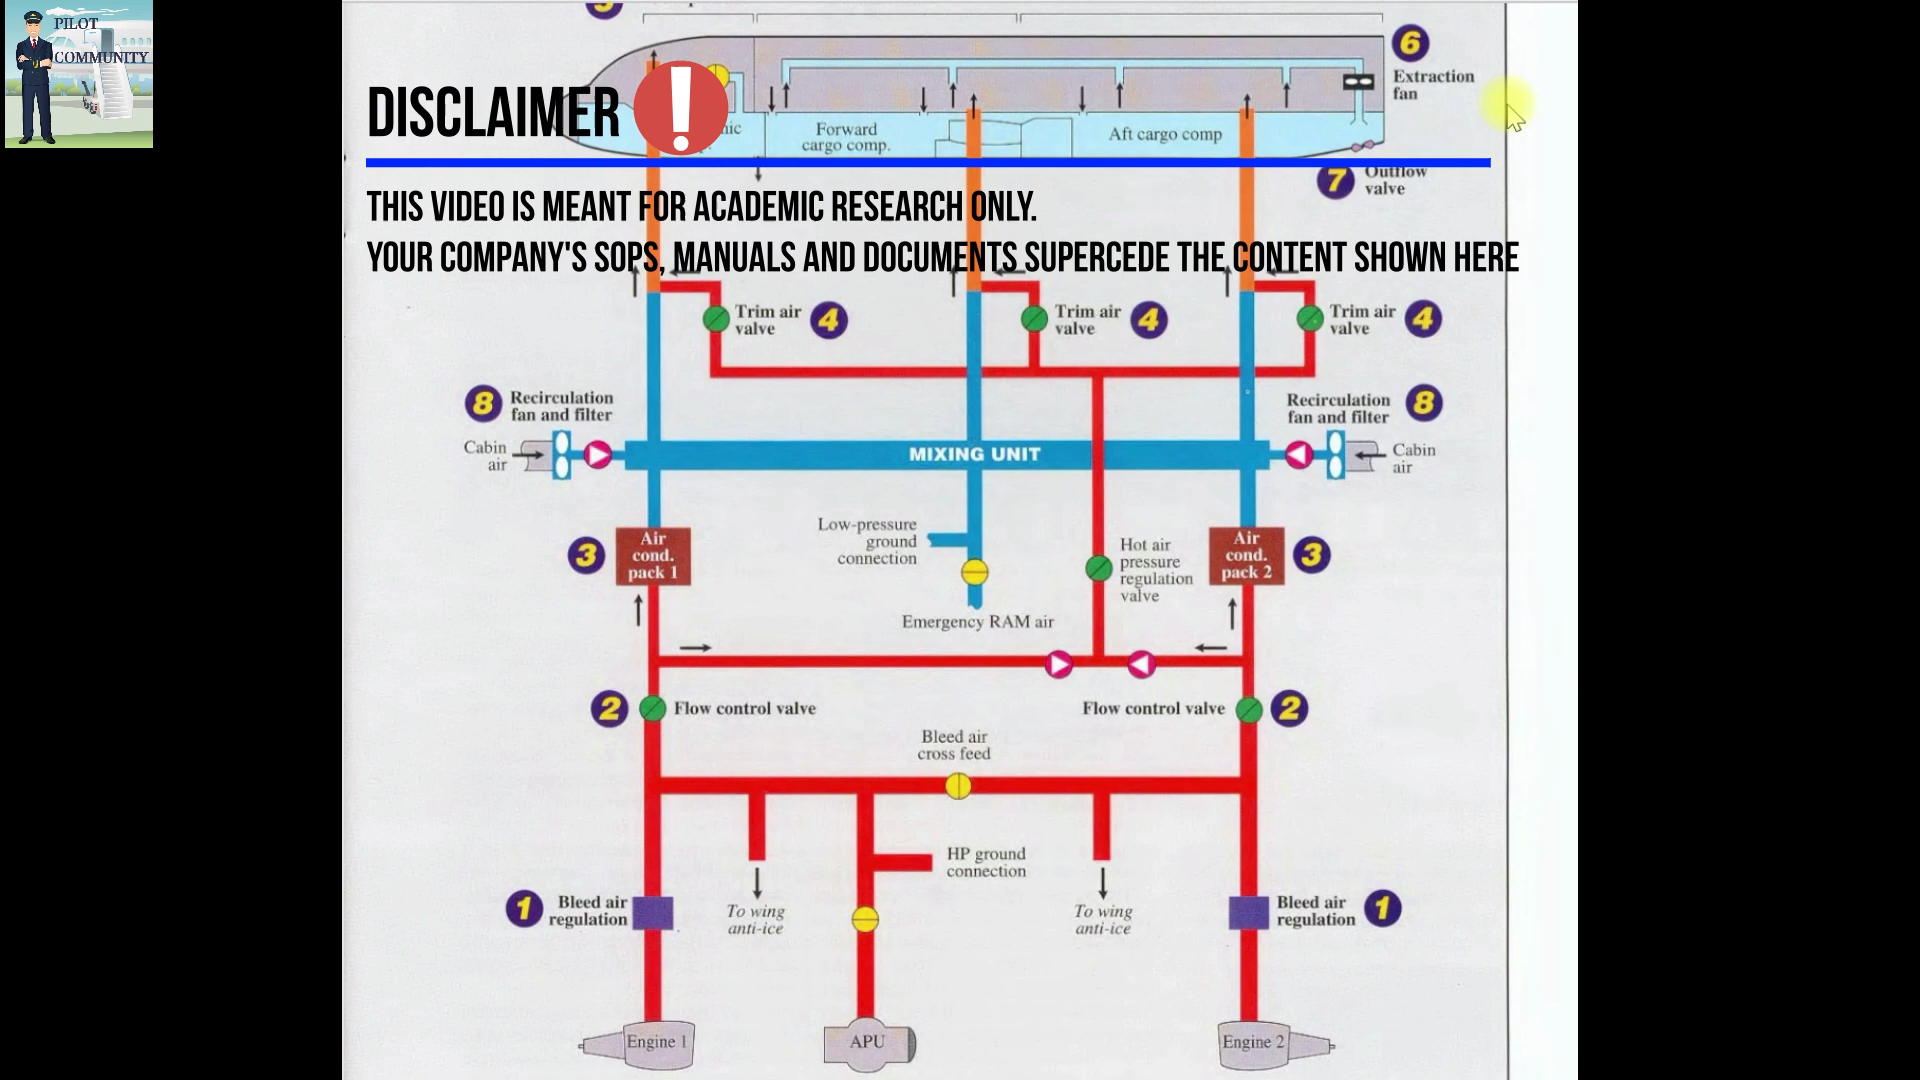 PILOT
COMMUNITY
6
Extraction
fan
DISCLAIMER
!
Forward
cargo comp.
Aft cargo comp
7
Outflow
valve
THIS VIDEO IS MEANT FOR ACADEMIC RESEARCH ONLY.
YOUR COMPANY'S SOPS, MANUALS AND DOCUMENTS SUPERCEDE THE CONTENT SHOWN HERE
Trim air
valve
4
Trim air
valve
4
Trim air
valve
4
8
Recirculation
fan and filter
Recirculation
fan and filter
8
Cabin
air
MIXING UNIT
Cabin
air
3
Air
cond.
pack 1
Low-pressure
ground
connection
Hot air
pressure
regulation
valve
Air
cond.
pack 2
3
Emergency RAM air
2
Flow control valve
Flow control valve
2
Bleed air
cross feed
HP ground
connection
1
Bleed air
regulation
To wing
anti-ice
To wing
anti-ice
Bleed air
regulation
1
Engine 1
APU
Engine 2